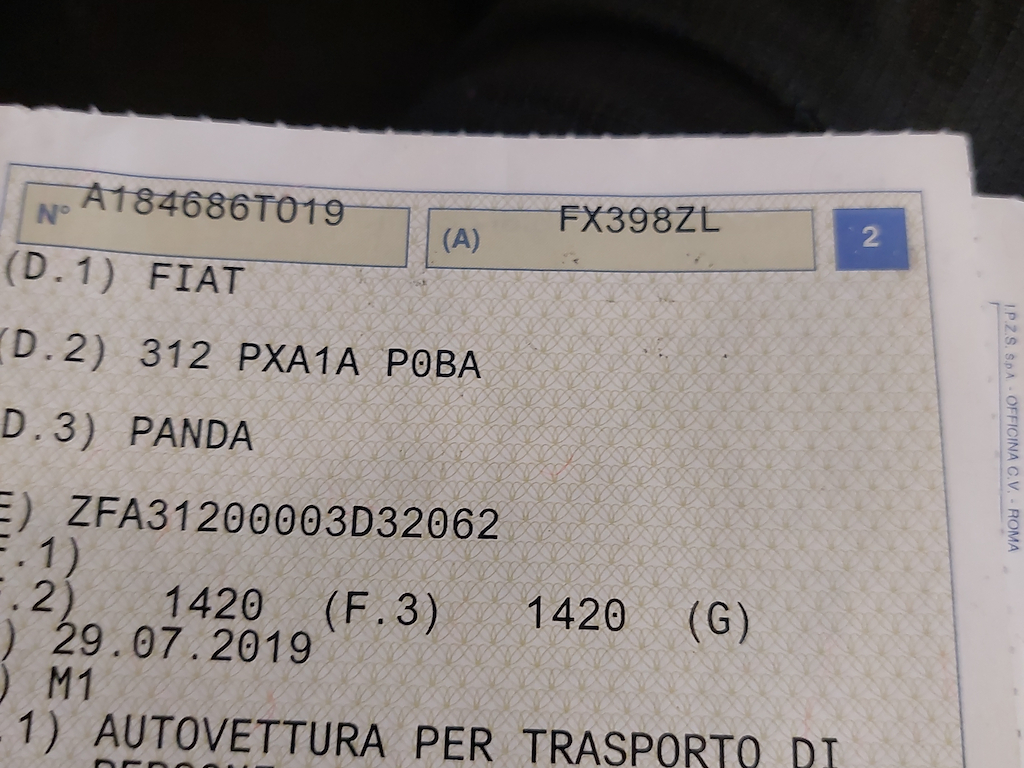 N° A184686T019 (A) FX398ZL 2
(D.1) FIAT
(D.2) 312 PXA1A P0BA
D.3) PANDA
E) ZFA31200003D32062
.1)
.2) 1420 (F.3) 1420 (G)
) 29.07.2019
) M1
.1) AUTOVETTURA PER TRASPORTO DI
I.P.Z.S. S.p.A. - OFFICINA C.V. - ROMA